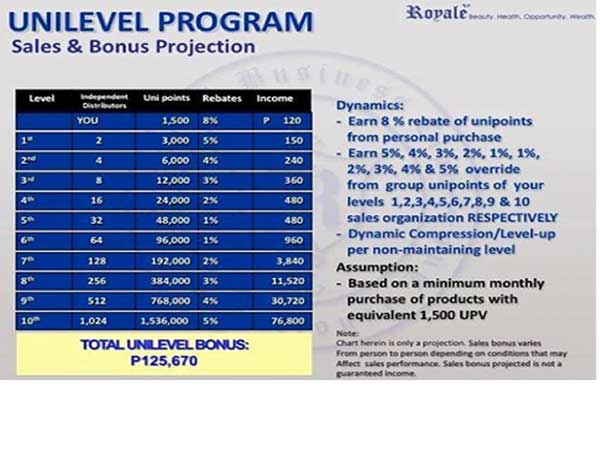 UNILEVEL PROGRAM
Sales & Bonus Projection
Royale Beauty. Health. Opportunity. Wealth.
Level Independent Distributors Uni points Rebates Income
YOU 1,500 8% P 120
1st 2 3,000 5% 150
2nd 4 6,000 4% 240
3rd 8 12,000 3% 360
4th 16 24,000 2% 480
5th 32 48,000 1% 480
6th 64 96,000 1% 960
7th 128 192,000 2% 3,840
8th 256 384,000 3% 11,520
9th 512 768,000 4% 30,720
10th 1,024 1,536,000 5% 76,800
TOTAL UNILEVEL BONUS:
P125,670
Dynamics:
- Earn 8 % rebate of unipoints
from personal purchase
- Earn 5%, 4%, 3%, 2%, 1%, 1%,
2%, 3%, 4% & 5% override
from group unipoints of your
levels 1,2,3,4,5,6,7,8,9 & 10
sales organization RESPECTIVELY
- Dynamic Compression/Level-up
per non-maintaining level
Assumption:
- Based on a minimum monthly
purchase of products with
equivalent 1,500 UPV
Note:
Chart herein is only a projection. Sales bonus varies
From person to person depending on conditions that may
Affect sales performance. Sales bonus projected is not a
guaranteed income.